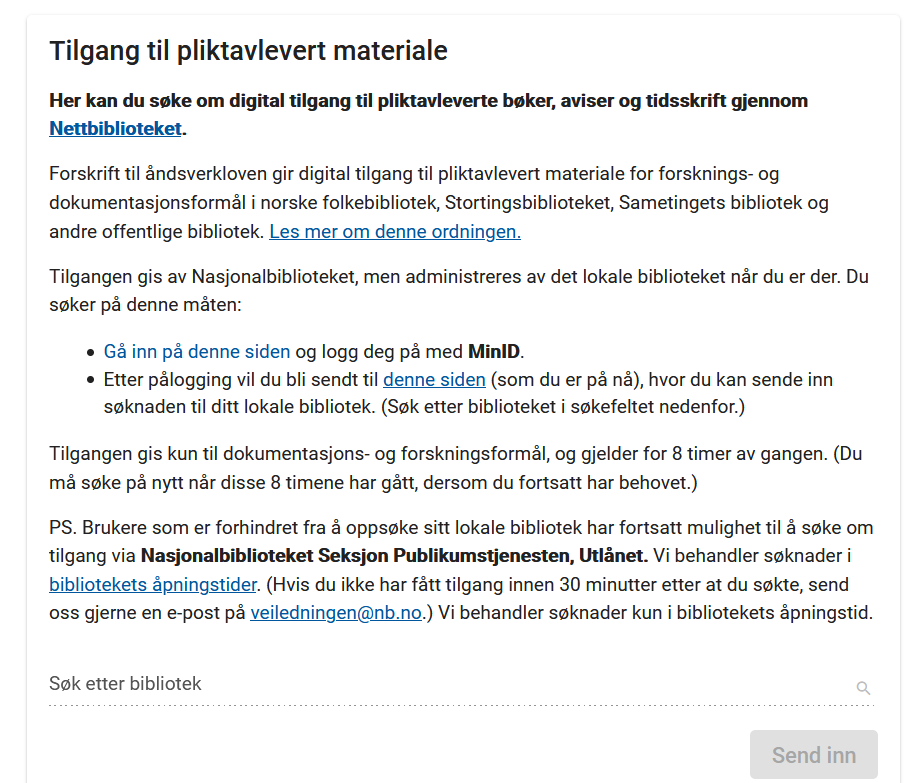 Tilgang til pliktavlevert materiale
Her kan du søke om digital tilgang til pliktavleverte bøker, aviser og tidsskrift gjennom
Nettbiblioteket.
Forskrift til åndsverkloven gir digital tilgang til pliktavlevert materiale for forsknings- og
dokumentasjonsformål i norske folkebibliotek, Stortingsbiblioteket, Sametingets bibliotek og
andre offentlige bibliotek. Les mer om denne ordningen.
Tilgangen gis av Nasjonalbiblioteket, men administreres av det lokale biblioteket når du er der. Du
søker på denne måten:
• Gå inn på denne siden og logg deg på med MinID.
• Etter pålogging vil du bli sendt til denne siden (som du er på nå), hvor du kan sende inn
søknaden til ditt lokale bibliotek. (Søk etter biblioteket i søkefeltet nedenfor.)
Tilgangen gis kun til dokumentasjons- og forskningsformål, og gjelder for 8 timer av gangen. (Du
må søke på nytt når disse 8 timene har gått, dersom du fortsatt har behovet.)
PS. Brukere som er forhindret fra å oppsøke sitt lokale bibliotek har fortsatt mulighet til å søke om
tilgang via Nasjonalbiblioteket Seksjon Publikumstjenesten, Utlånet. Vi behandler søknader i
bibliotekets åpningstider. (Hvis du ikke har fått tilgang innen 30 minutter etter at du søkte, send
oss gjerne en e-post på veiledningen@nb.no.) Vi behandler søknader kun i bibliotekets åpningstid.
Søk etter bibliotek
Send inn